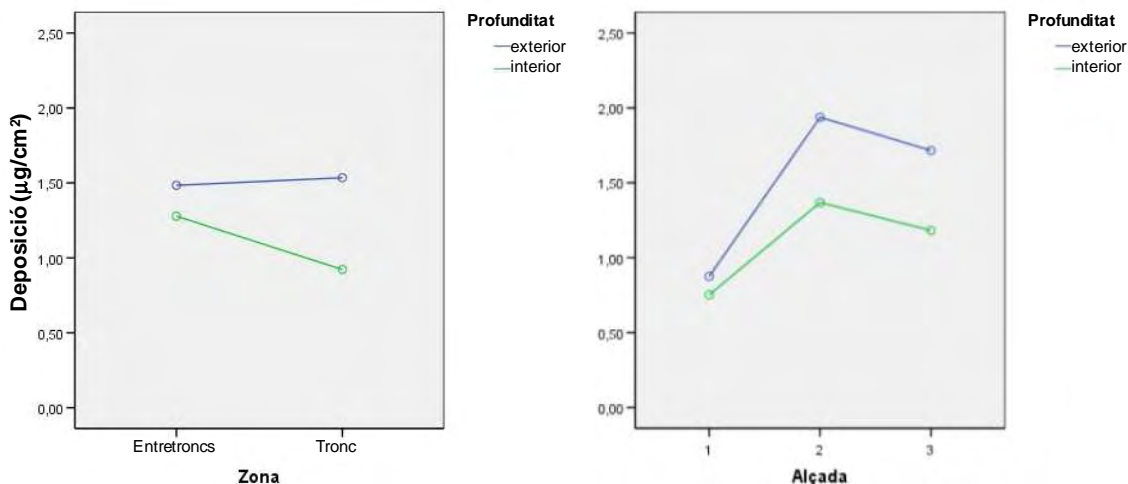 Profunditat
exterior
interior
Deposició (µg/cm²)
2,50
2,00
1,50
1,00
0,50
0,00
Entretroncs Tronc
Zona
Profunditat
exterior
interior
2,50
2,00
1,50
1,00
0,50
0,00
1 2 3
Alçada